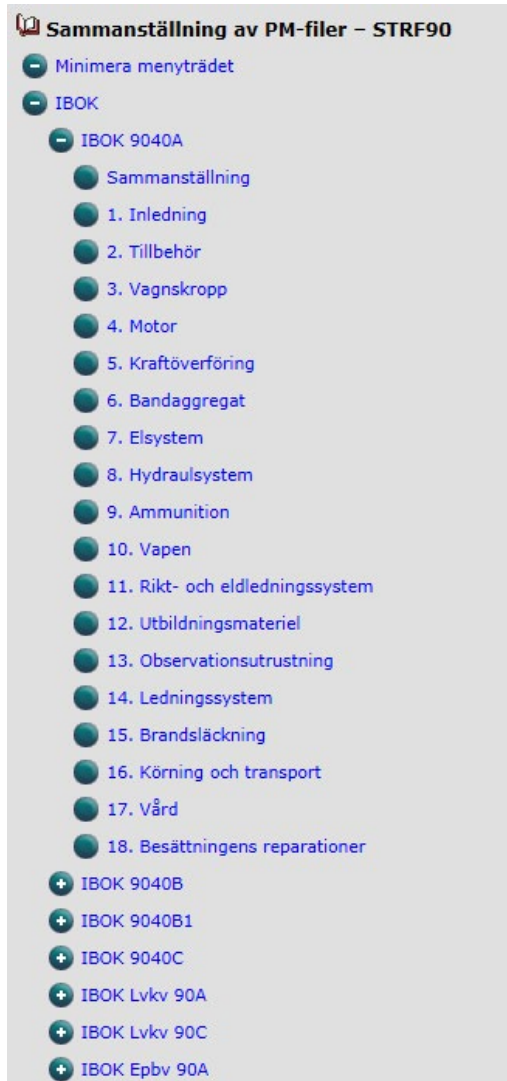 Sammanställning av PM-filer – STRF90
Minimera menyträdet
IBOK
IBOK 9040A
Sammanställning
1. Inledning
2. Tillbehör
3. Vagnskropp
4. Motor
5. Kraftöverföring
6. Bandaggregat
7. Elsystem
8. Hydraulsystem
9. Ammunition
10. Vapen
11. Rikt- och eldledningssystem
12. Utbildningsmateriel
13. Observationsutrustning
14. Ledningssystem
15. Brandsläckning
16. Körning och transport
17. Vård
18. Besättningens reparationer
IBOK 9040B
IBOK 9040B1
IBOK 9040C
IBOK Lvkv 90A
IBOK Lvkv 90C
IBOK Epbv 90A